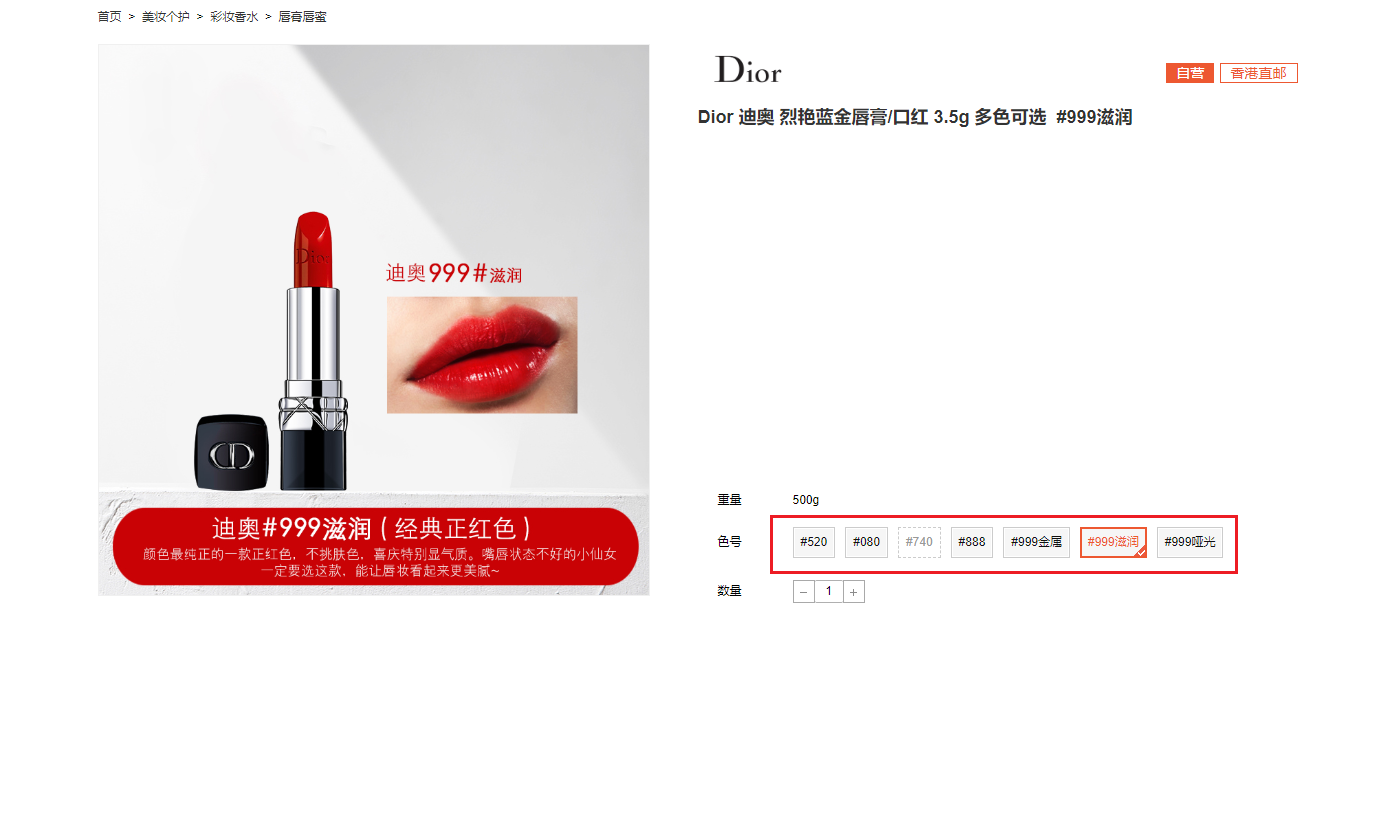 首页 > 美妆个护 > 彩妆香水 > 唇膏唇蜜
Dior
自营 香港直邮
Dior 迪奥 烈艳蓝金唇膏/口红 3.5g 多色可选 #999滋润
Dior
迪奥999#滋润
迪奥#999滋润 ( 经典正红色 )
颜色最纯正的一款正红色，不挑肤色，喜庆特别显气质。嘴唇状态不好的小仙女
一定要选这款，能让唇妆看起来更美腻~
重量 500g
色号 #520 #080 #740 #888 #999金属 #999滋润 #999哑光
数量 － 1 ＋